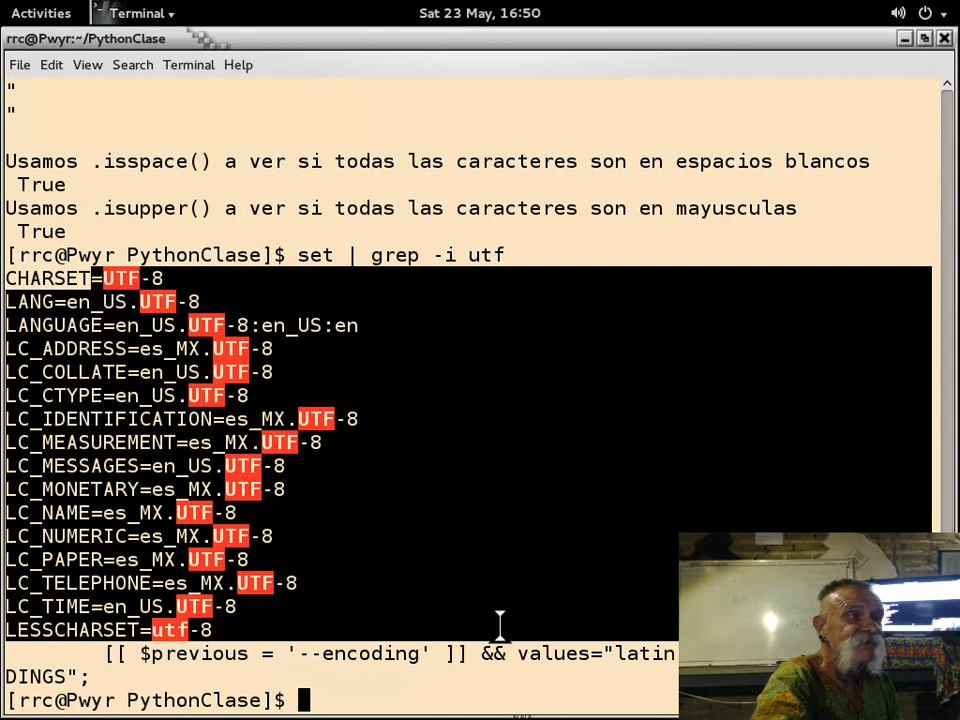 Activities Terminal Sat 23 May, 16:50
rrc@Pwyr:~/PythonClase
File Edit View Search Terminal Help
"
"
Usamos .isspace() a ver si todas las caracteres son en espacios blancos
True
Usamos .isupper() a ver si todas las caracteres son en mayusculas
True
[rrc@Pwyr PythonClase]$ set | grep -i utf
CHARSET=UTF-8
LANG=en_US.UTF-8
LANGUAGE=en_US.UTF-8:en_US:en
LC_ADDRESS=es_MX.UTF-8
LC_COLLATE=en_US.UTF-8
LC_CTYPE=en_US.UTF-8
LC_IDENTIFICATION=es_MX.UTF-8
LC_MEASUREMENT=es_MX.UTF-8
LC_MESSAGES=en_US.UTF-8
LC_MONETARY=es_MX.UTF-8
LC_NAME=es_MX.UTF-8
LC_NUMERIC=es_MX.UTF-8
LC_PAPER=es_MX.UTF-8
LC_TELEPHONE=es_MX.UTF-8
LC_TIME=en_US.UTF-8
LESSCHARSET=utf-8
[[ $previous = '--encoding' ]] && values="latin
DINGS";
[rrc@Pwyr PythonClase]$